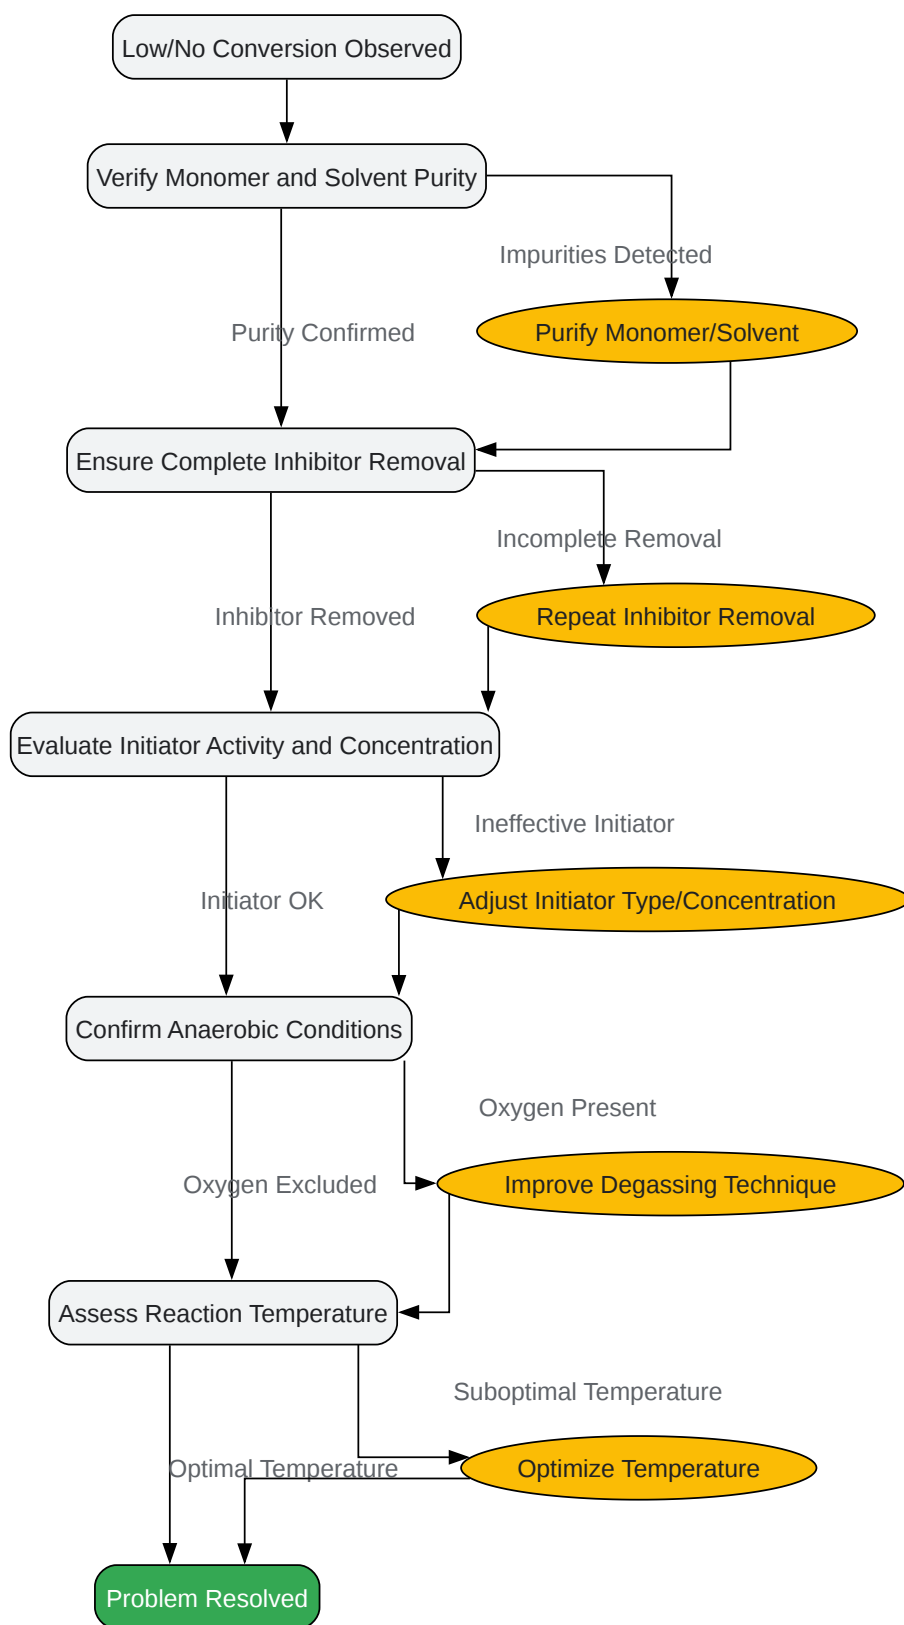 Low/No Conversion Observed
Verify Monomer and Solvent Purity
Impurities Detected
Purity Confirmed
Purify Monomer/Solvent
Ensure Complete Inhibitor Removal
Incomplete Removal
Inhibitor Removed
Repeat Inhibitor Removal
Evaluate Initiator Activity and Concentration
Ineffective Initiator
Initiator OK
Adjust Initiator Type/Concentration
Confirm Anaerobic Conditions
Oxygen Present
Oxygen Excluded
Improve Degassing Technique
Assess Reaction Temperature
Suboptimal Temperature
Optimal Temperature
Optimize Temperature
Problem Resolved